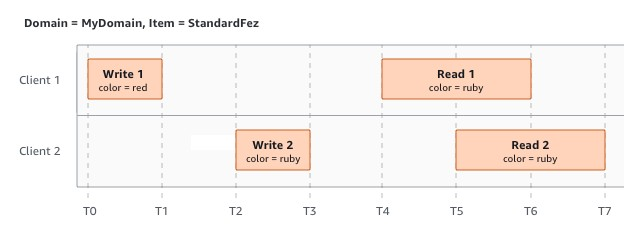 Domain = MyDomain, Item = StandardFez
Client 1
Write 1
color = red
Read 1
color = ruby
Client 2
Write 2
color = ruby
Read 2
color = ruby
T0 T1 T2 T3 T4 T5 T6 T7